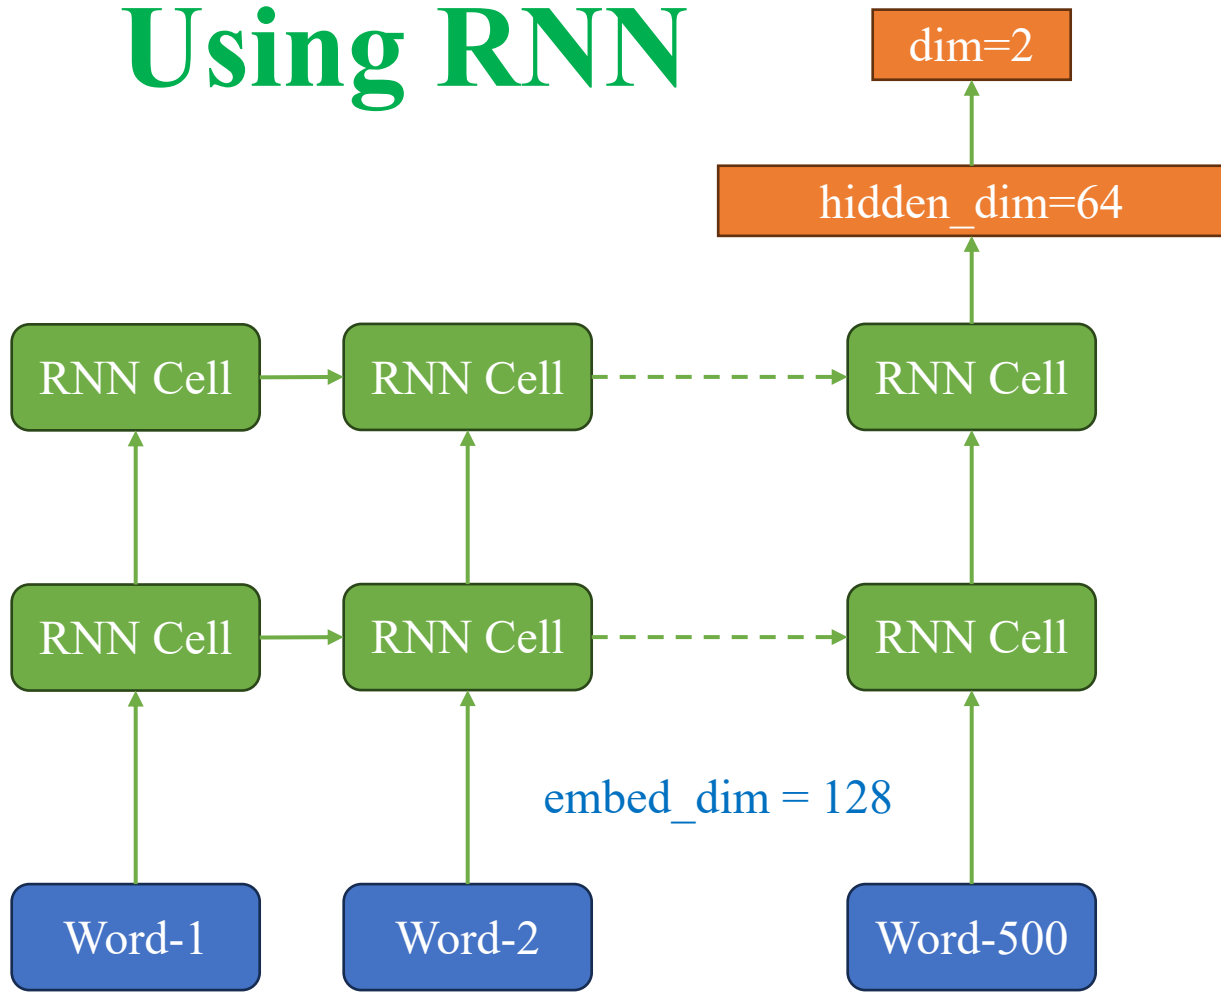 Using RNN
dim=2
hidden_dim=64
RNN Cell
RNN Cell
RNN Cell
RNN Cell
RNN Cell
RNN Cell
embed_dim = 128
Word-1
Word-2
Word-500